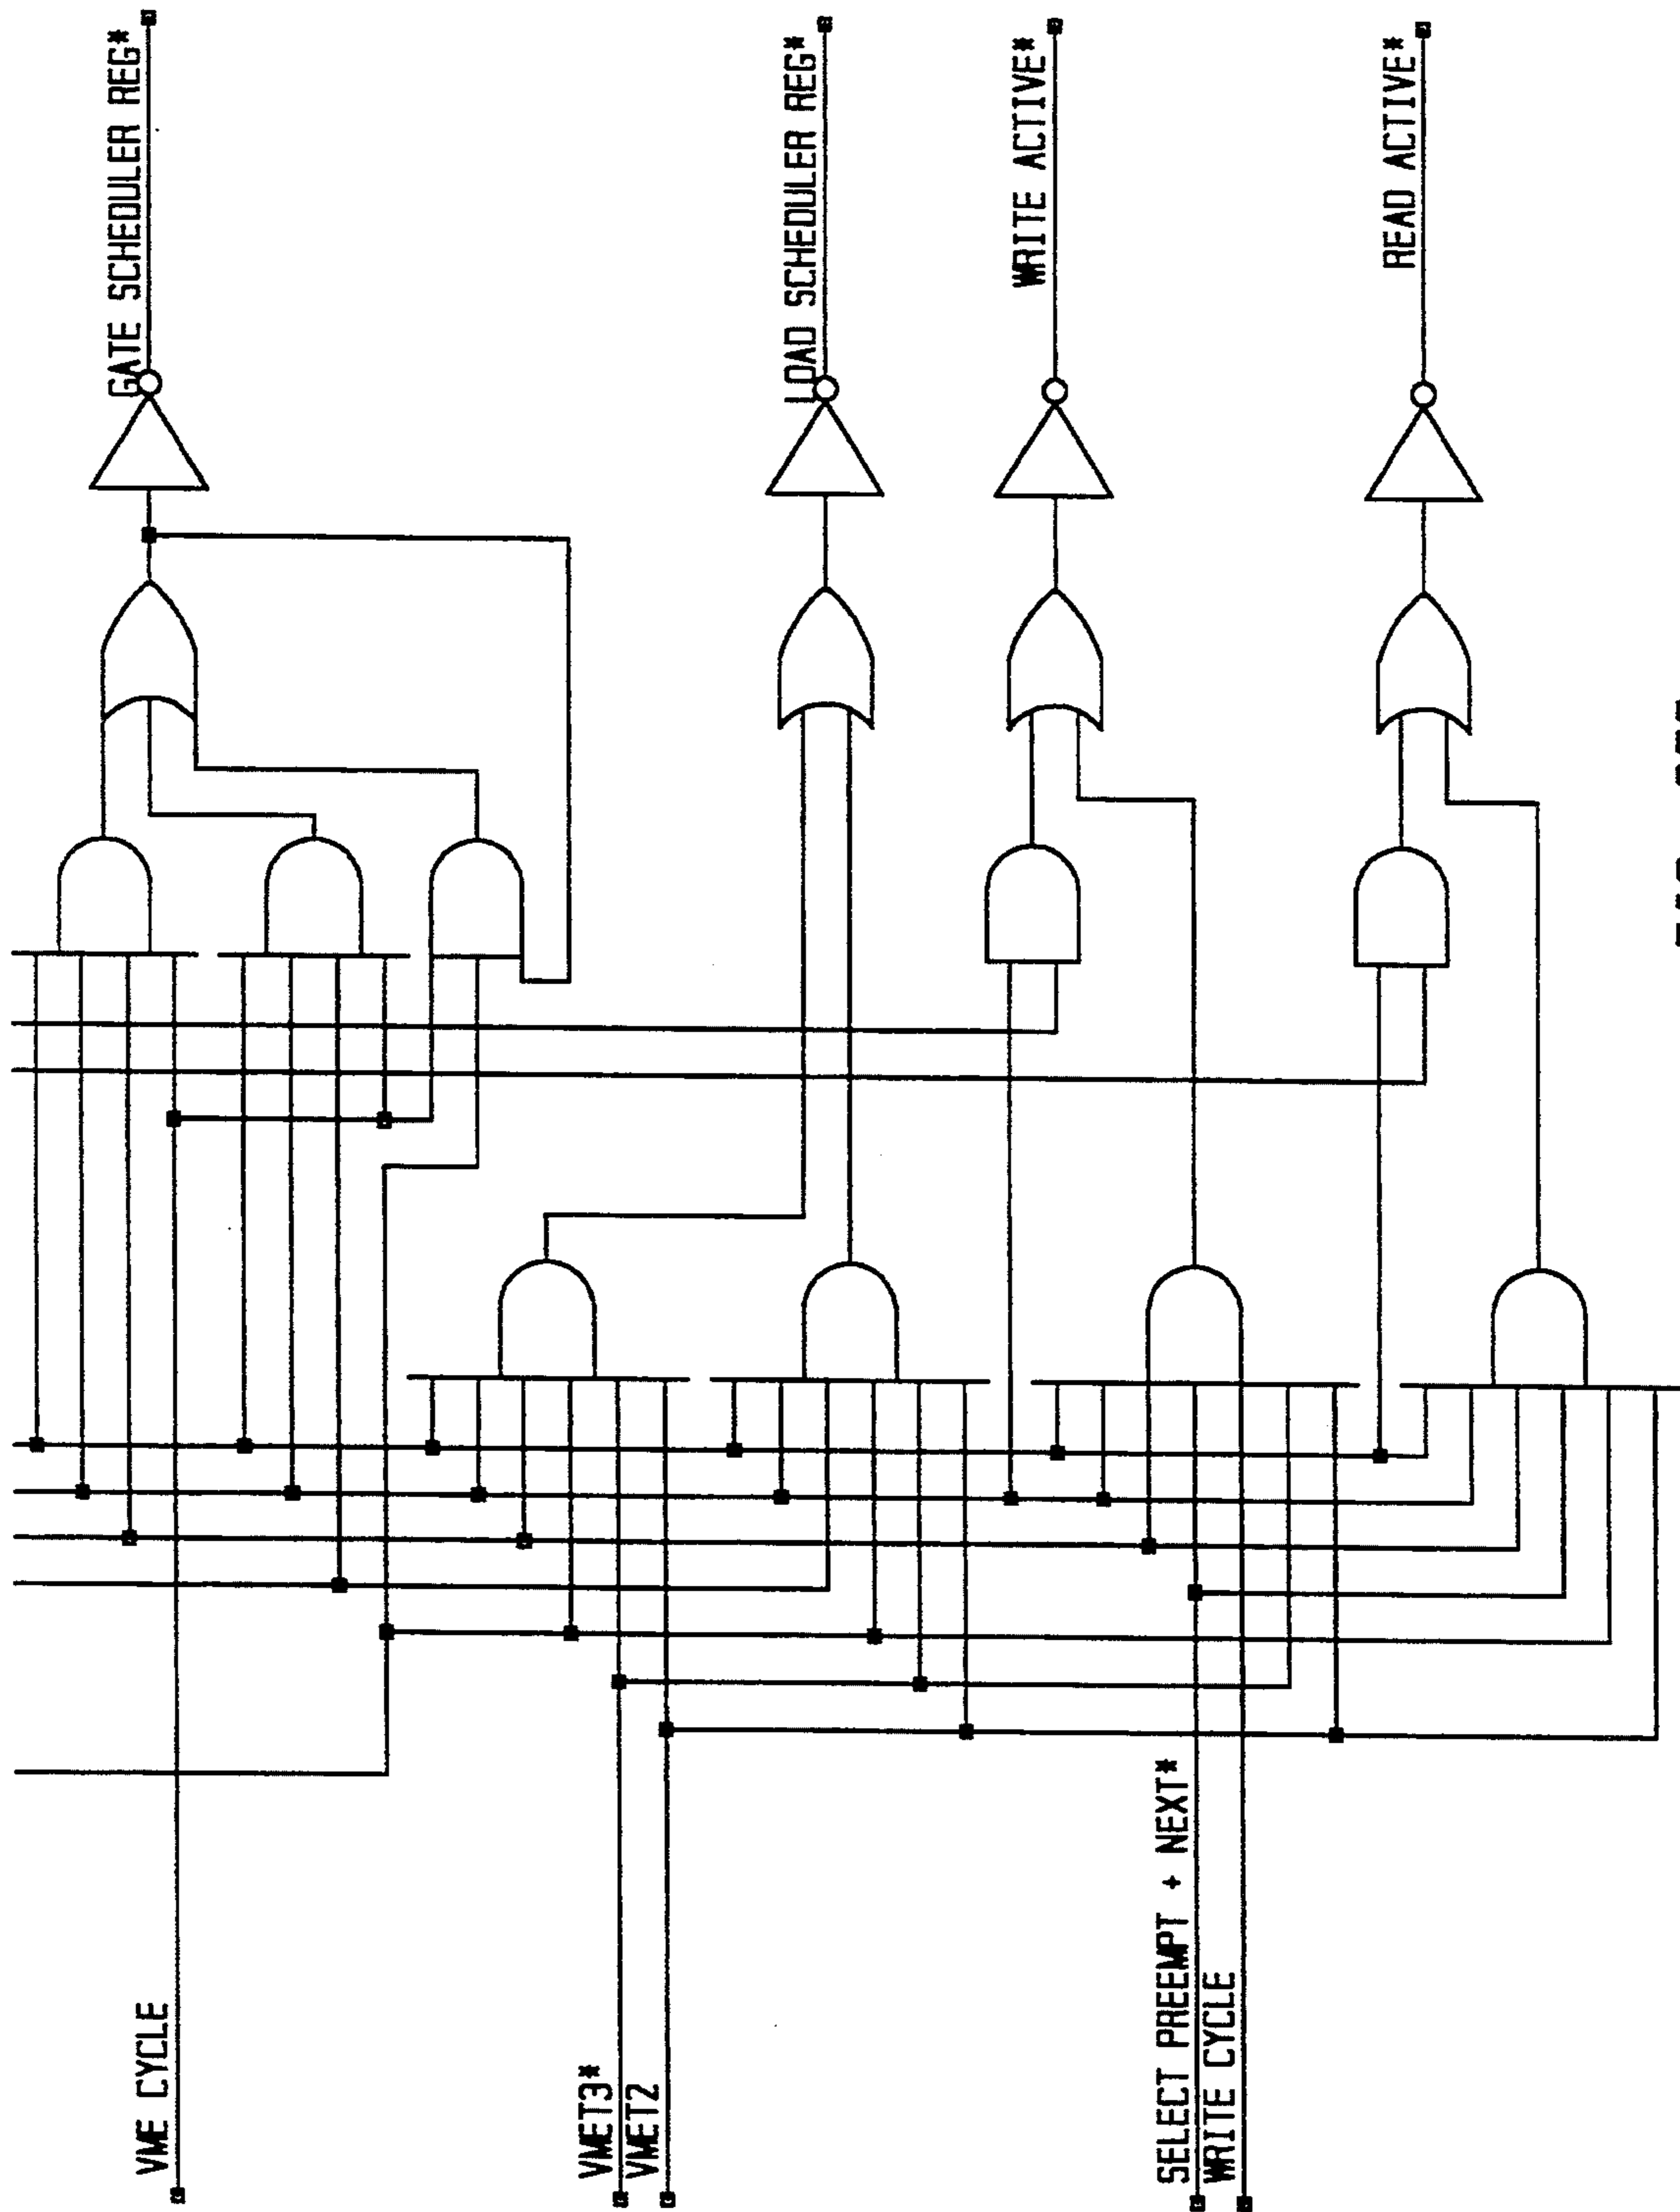 GATE SCHEDULER REG*
LOAD SCHEDULER REG*
WRITE ACTIVE*
READ ACTIVE*
VME CYCLE
VMET3*
VMET2
SELECT PREEMPT + NEXT*
WRITE CYCLE